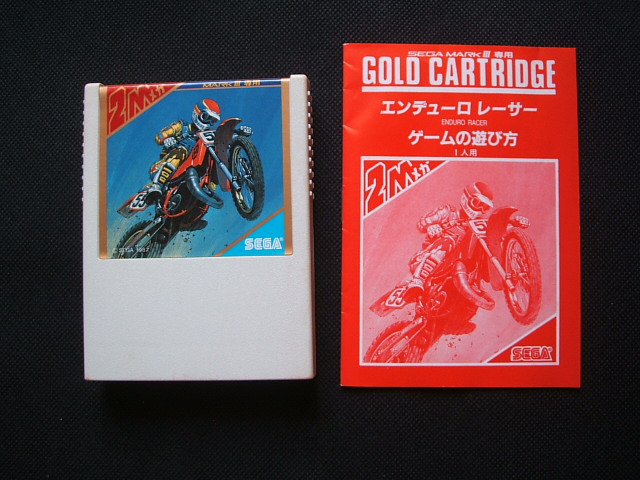 MARK III 専用
2Mメガ
53
SEGA
© SEGA 1987
SEGA MARK III 専用
GOLD CARTRIDGE
エンデューロ レーサー
ENDURO RACER
ゲームの遊び方
1人用
2Mメガ
53
SEGA